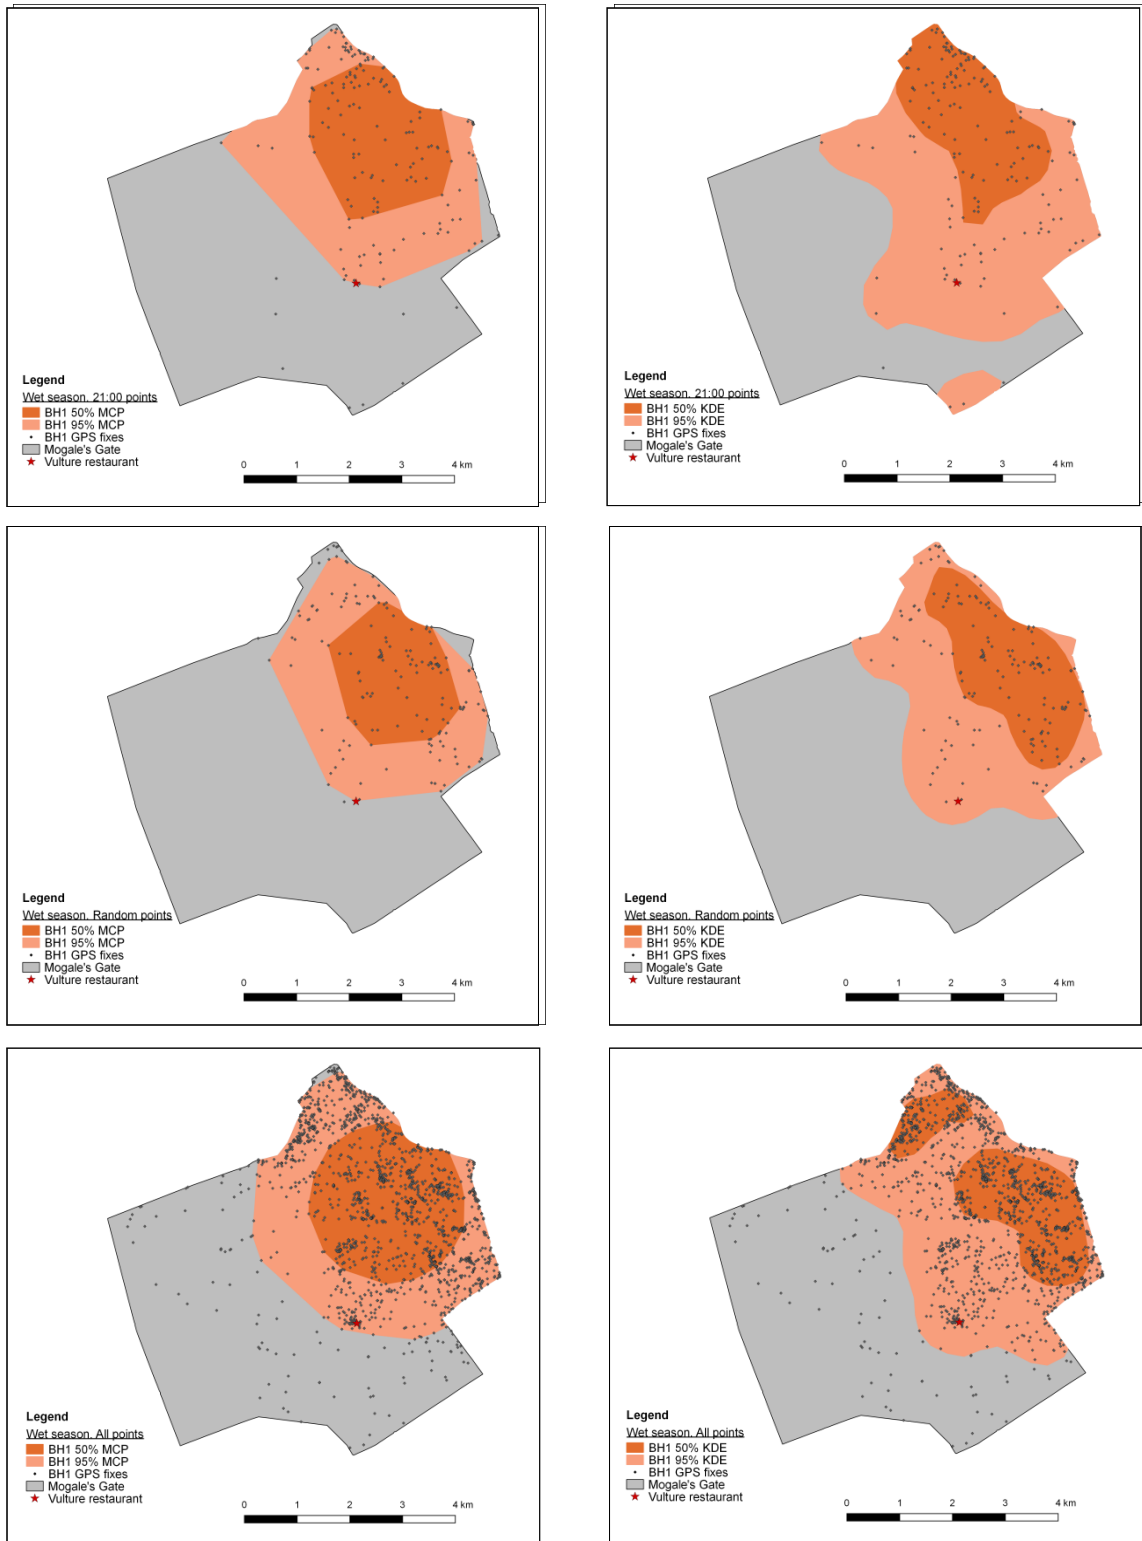 Legend
Wet season, 21:00 points
BH1 50% MCP
BH1 95% MCP
BH1 GPS fixes
Mogale's Gate
Vulture restaurant
0 1 2 3 4 km
Legend
Wet season, 21:00 points
BH1 50% KDE
BH1 95% KDE
BH1 GPS fixes
Mogale's Gate
Vulture restaurant
0 1 2 3 4 km
Legend
Wet season, Random points
BH1 50% MCP
BH1 95% MCP
BH1 GPS fixes
Mogale's Gate
Vulture restaurant
0 1 2 3 4 km
Legend
Wet season, Random points
BH1 50% KDE
BH1 95% KDE
BH1 GPS fixes
Mogale's Gate
Vulture restaurant
0 1 2 3 4 km
Legend
Wet season, All points
BH1 50% MCP
BH1 95% MCP
BH1 GPS fixes
Mogale's Gate
Vulture restaurant
0 1 2 3 4 km
Legend
Wet season, All points
BH1 50% KDE
BH1 95% KDE
BH1 GPS fixes
Mogale's Gate
Vulture restaurant
0 1 2 3 4 km